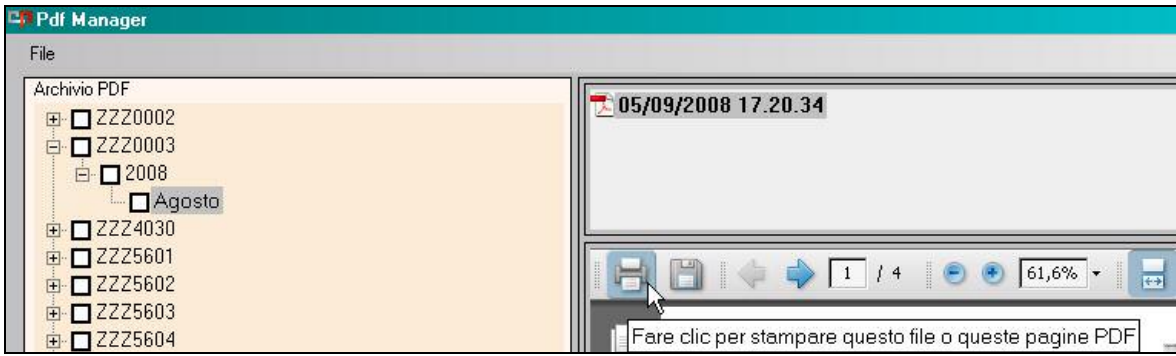 Pdf Manager
File
Archivio PDF
ZZZ0002
ZZZ0003
2008
Agosto
ZZZ4030
ZZZ5601
ZZZ5602
ZZZ5603
ZZZ5604
05/09/2008 17.20.34
1 / 4 61,6%
Fare clic per stampare questo file o queste pagine PDF